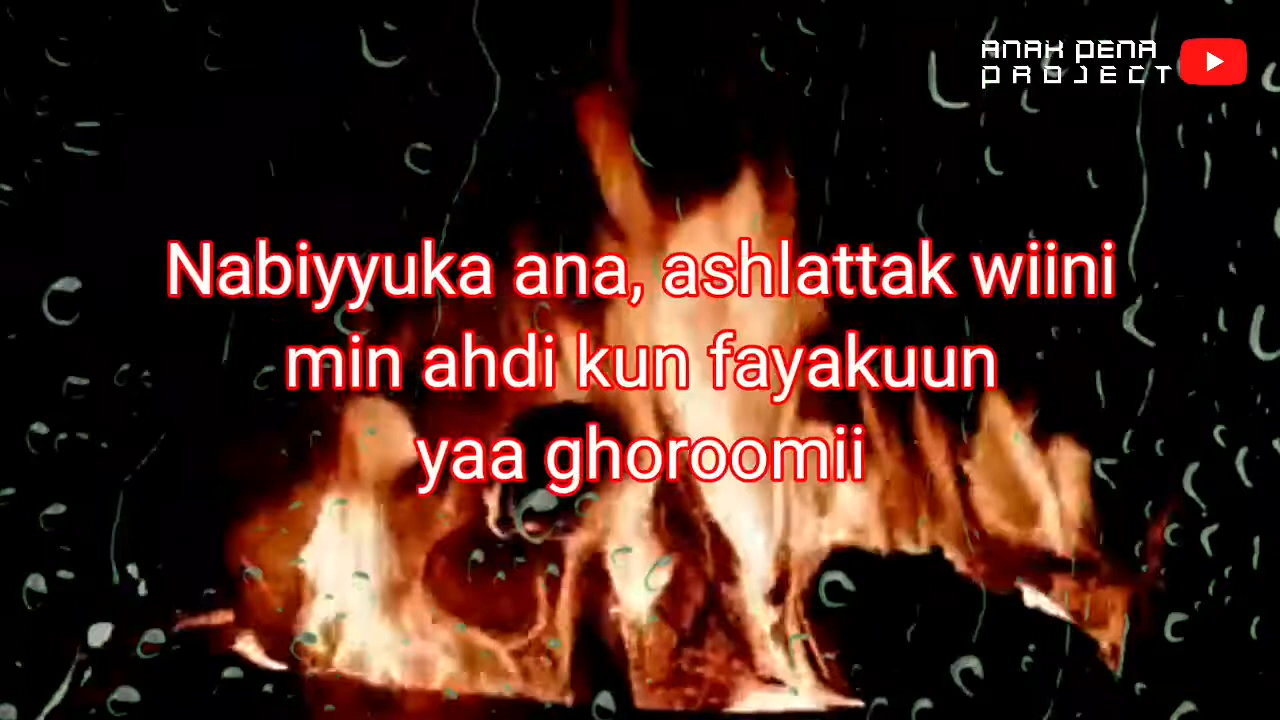 ANAK PENA
PROJECT
Nabiyyuka ana, ashlattak wiini
min ahdi kun fayakuun
yaa ghoroomii